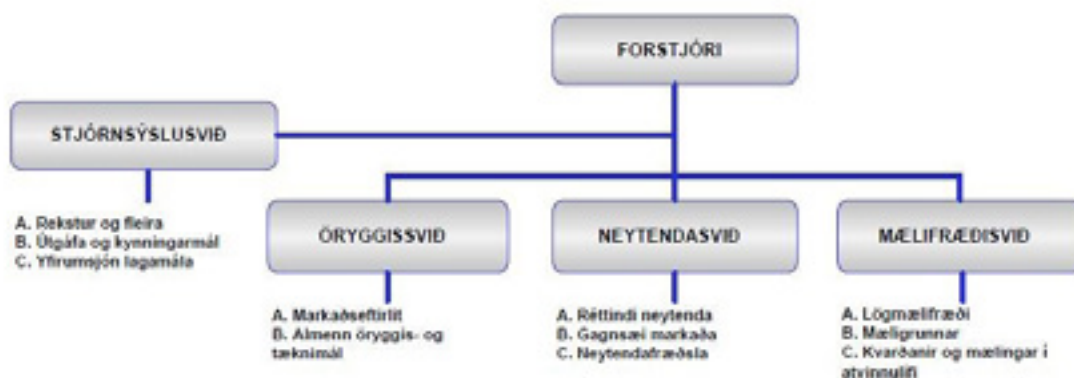 FORSTJÓRI
STJÓRNSÝSLUSVIÐ
A. Rekstur og fleira
B. Útgáfa og kynningarmál
C. Yfirumsjón lagamála
ÖRYGGISSVIÐ
A. Markaðseftirlit
B. Almenn öryggis- og
tæknimál
NEYTENDASVIÐ
A. Réttindi neytenda
B. Gagnsæi markaða
C. Neytendafræðsla
MÆLIFRÆÐISVIÐ
A. Lögmælifræði
B. Mæligrunnar
C. Kvarðanir og mælingar í
atvinnulífi